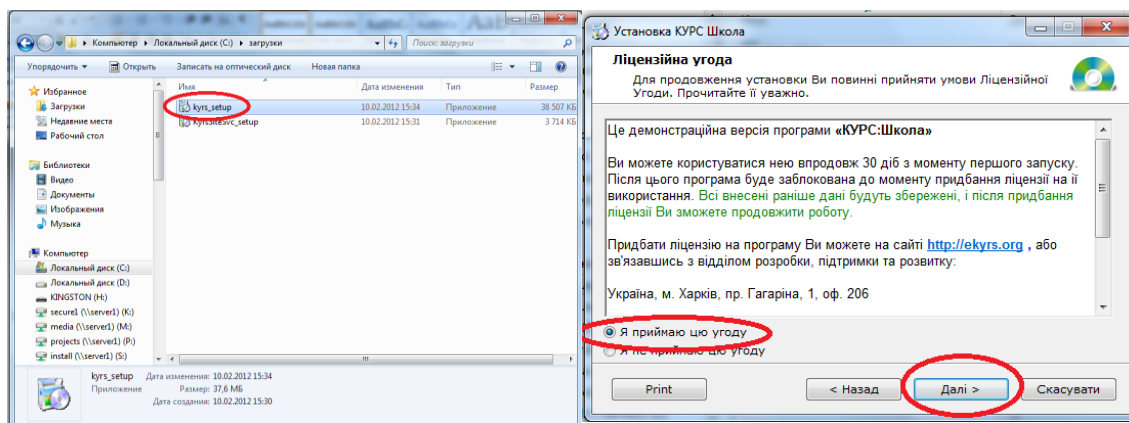 Компьютер ▸ Локальный диск (C:) ▸ загрузки
Поиск: загрузки
Упорядочить
Открыть
Записать на оптический диск
Новая папка
Избранное
Загрузки
Недавние места
Рабочий стол
Библиотеки
Видео
Документы
Изображения
Музыка
Компьютер
Локальный диск (C:)
Локальный диск (D:)
KINGSTON (H:)
secure1 (\\server1) (K:)
media (\\server1) (M:)
projects (\\server1) (P:)
install (\\server1) (S:)
Имя Дата изменения Тип Размер
kyrs_setup 10.02.2012 15:34 Приложение 38 507 КБ
KyrsSiteSvc_setup 10.02.2012 15:31 Приложение 3 714 КБ
kyrs_setup Дата изменения: 10.02.2012 15:34
Приложение Размер: 37,6 МБ
Дата создания: 10.02.2012 15:30
Установка КУРС Школа
Ліцензійна угода
Для продовження установки Ви повинні прийняти умови Ліцензійної
Угоди. Прочитайте її уважно.
Це демонстраційна версія програми «КУРС:Школа»
Ви можете користуватися нею впродовж 30 діб з моменту першого запуску.
Після цього програма буде заблокована до моменту придбання ліцензії на її
використання. Всі внесені раніше дані будуть збережені, і після придбання
ліцензії Ви зможете продовжити роботу.
Придбати ліцензію на програму Ви можете на сайті http://ekyrs.org , або
зв'язавшись з відділом розробки, підтримки та розвитку:
Україна, м. Харків, пр. Гагаріна, 1, оф. 206
Я приймаю цю угоду
Я не приймаю цю угоду
Print
< Назад
Далі >
Скасувати